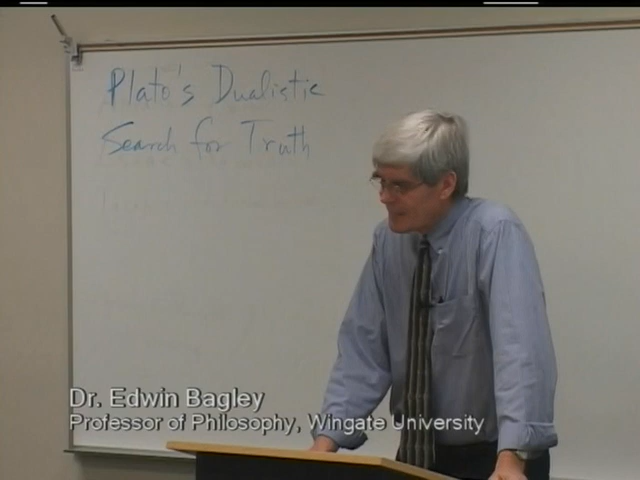 Plato's Dualistic
Search for Truth
Dr. Edwin Bagley
Professor of Philosophy, Wingate University